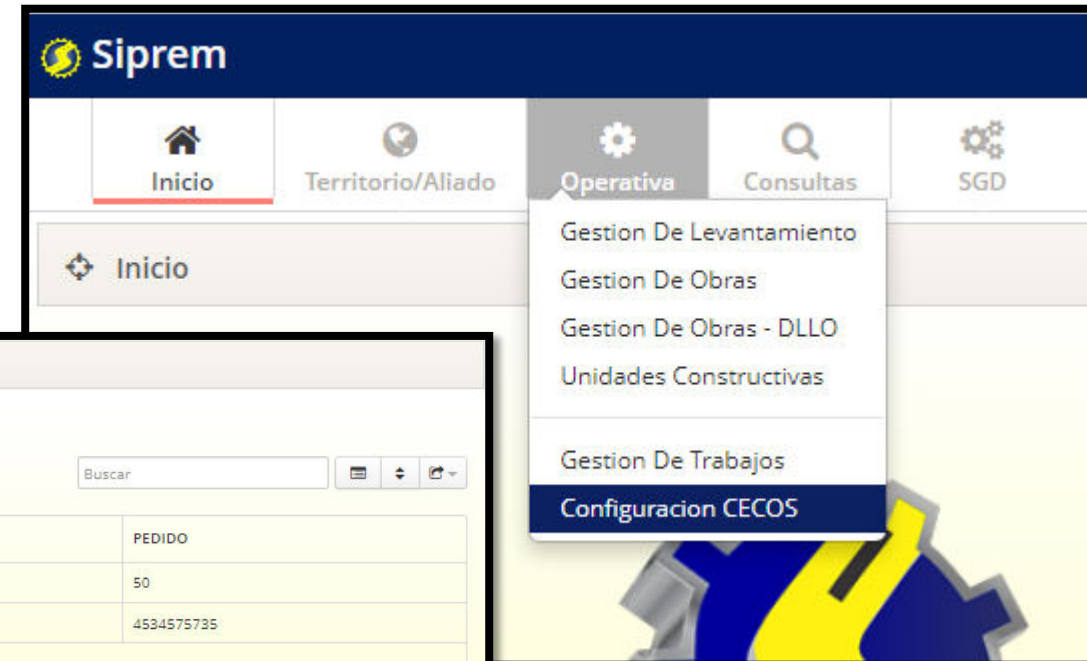 Siprem
Inicio Territorio/Aliado Operativa Consultas SGD
Inicio
Gestion De Levantamiento
Gestion De Obras
Gestion De Obras - DLLO
Unidades Constructivas
Gestion De Trabajos
Configuracion CECOS
Buscar
PEDIDO
50
4534575735